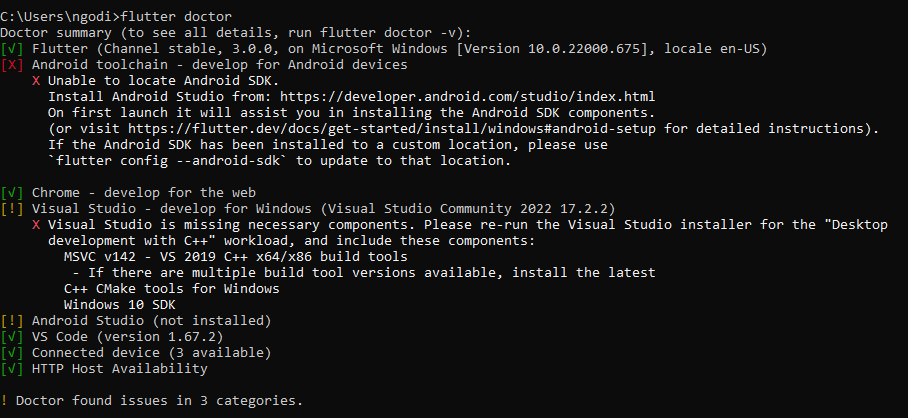 C:\Users\ngodi>flutter doctor
Doctor summary (to see all details, run flutter doctor -v):
[√] Flutter (Channel stable, 3.0.0, on Microsoft Windows [Version 10.0.22000.675], locale en-US)
[X] Android toolchain - develop for Android devices
X Unable to locate Android SDK.
Install Android Studio from: https://developer.android.com/studio/index.html
On first launch it will assist you in installing the Android SDK components.
(or visit https://flutter.dev/docs/get-started/install/windows#android-setup for detailed instructions).
If the Android SDK has been installed to a custom location, please use
`flutter config --android-sdk` to update to that location.
[√] Chrome - develop for the web
[!] Visual Studio - develop for Windows (Visual Studio Community 2022 17.2.2)
X Visual Studio is missing necessary components. Please re-run the Visual Studio installer for the "Desktop
development with C++" workload, and include these components:
MSVC v142 - VS 2019 C++ x64/x86 build tools
- If there are multiple build tool versions available, install the latest
C++ CMake tools for Windows
Windows 10 SDK
[!] Android Studio (not installed)
[√] VS Code (version 1.67.2)
[√] Connected device (3 available)
[√] HTTP Host Availability
! Doctor found issues in 3 categories.